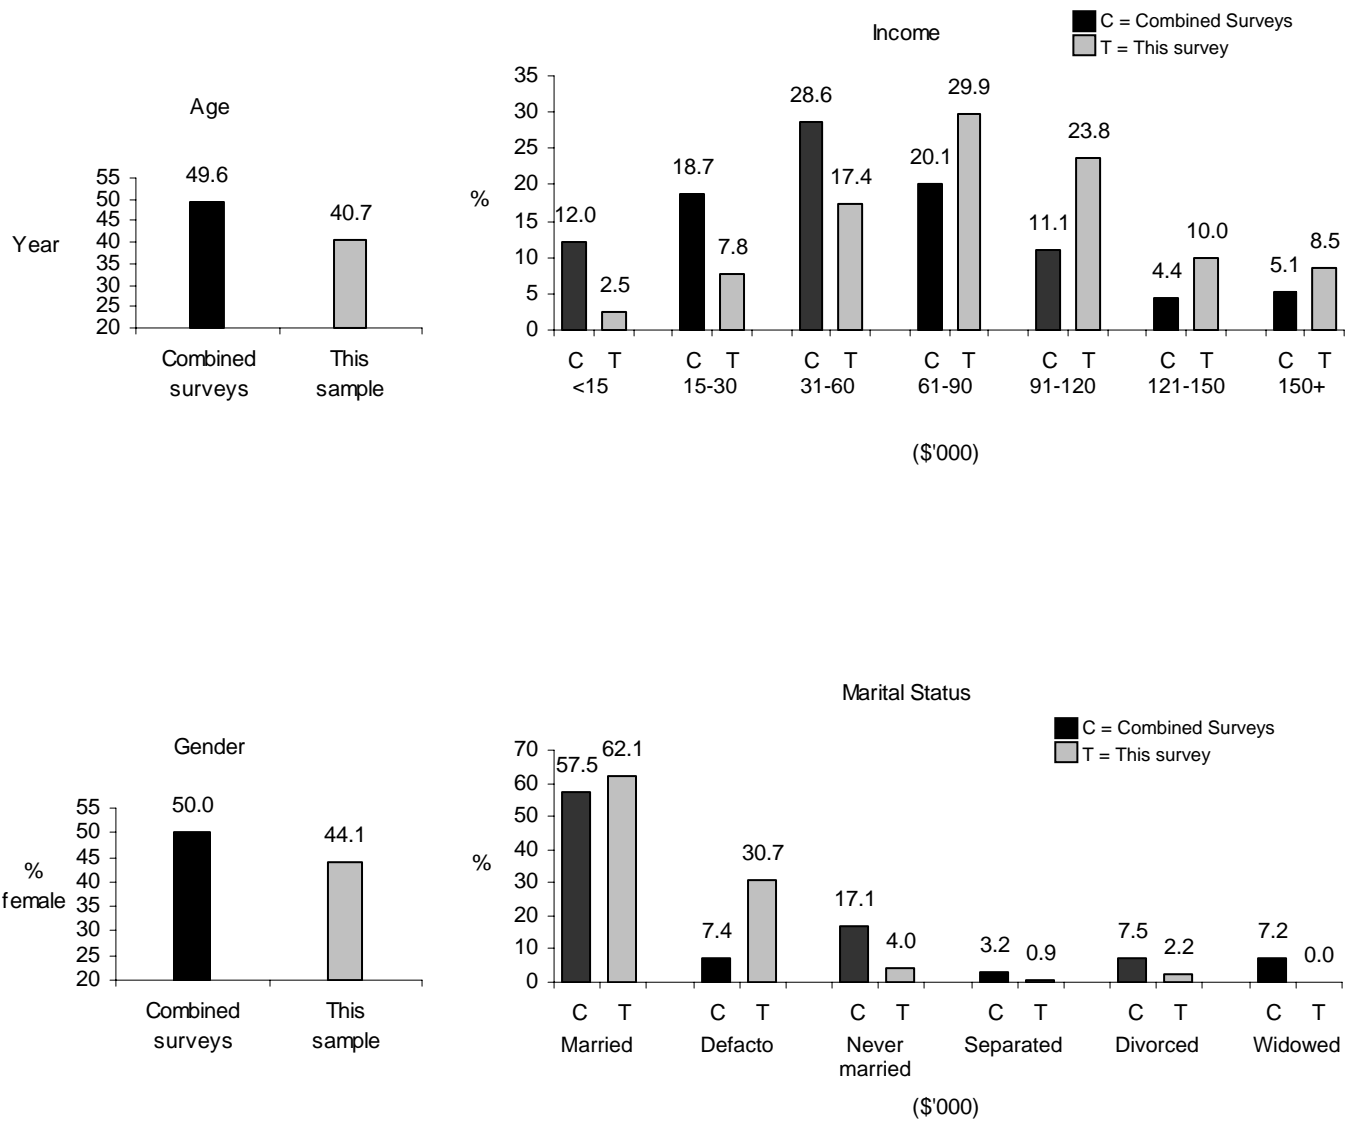 Age
Year
55
50
45
40
35
30
25
20
49.6
40.7
Combined
surveys
This
sample
Income
C = Combined Surveys
T = This survey
%
35
30
25
20
15
10
5
0
12.0
2.5
18.7
7.8
28.6
17.4
20.1
29.9
11.1
23.8
4.4
10.0
5.1
8.5
C T C T C T C T C T C T C T
<15 15-30 31-60 61-90 91-120 121-150 150+
($'000)
Gender
%
female
55
50
45
40
35
30
25
20
50.0
44.1
Combined
surveys
This
sample
Marital Status
C = Combined Surveys
T = This survey
%
70
60
50
40
30
20
10
0
57.5
62.1
7.4
30.7
17.1
4.0
3.2
0.9
7.5
2.2
7.2
0.0
C T C T C T C T C T C T
Married Defacto Never Separated Divorced Widowed
married
($'000)